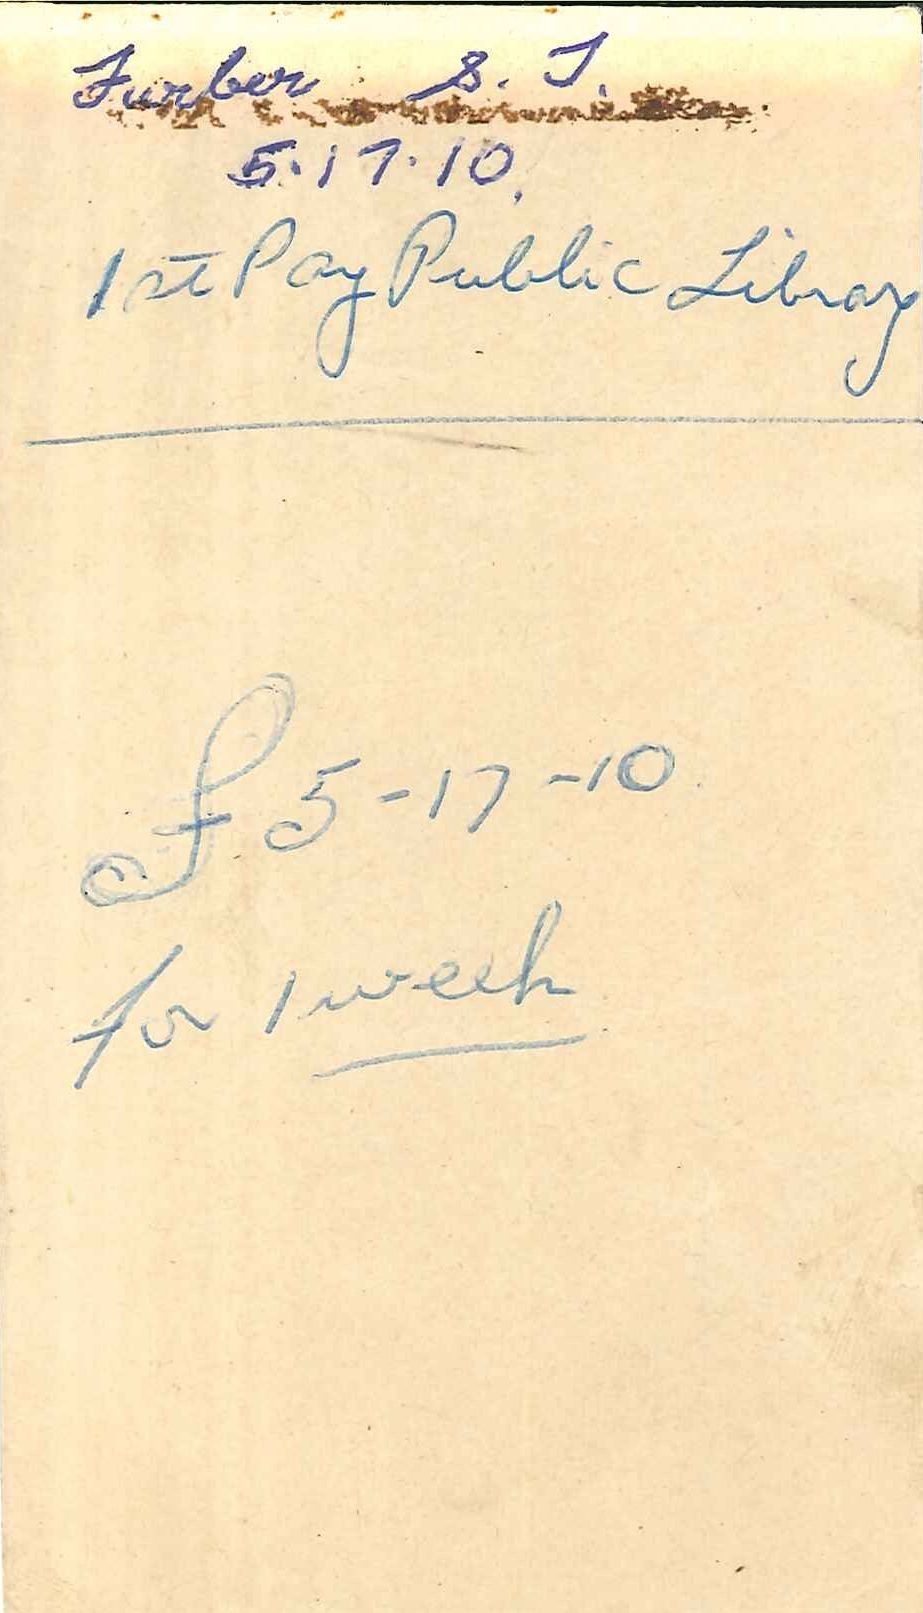 Furber S. T.
5.17.10.
1st Pay Public Library
F 5-17-10
for 1 week